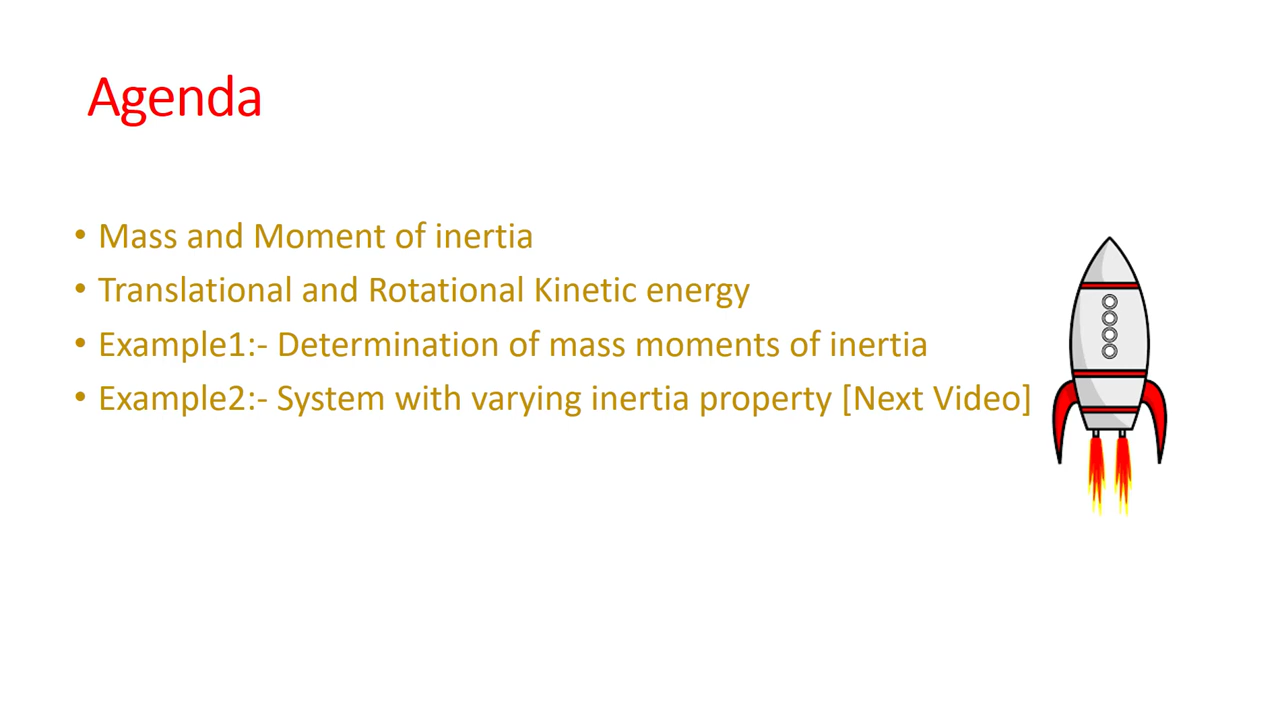 Agenda
• Mass and Moment of inertia
• Translational and Rotational Kinetic energy
• Example1:- Determination of mass moments of inertia
• Example2:- System with varying inertia property [Next Video]